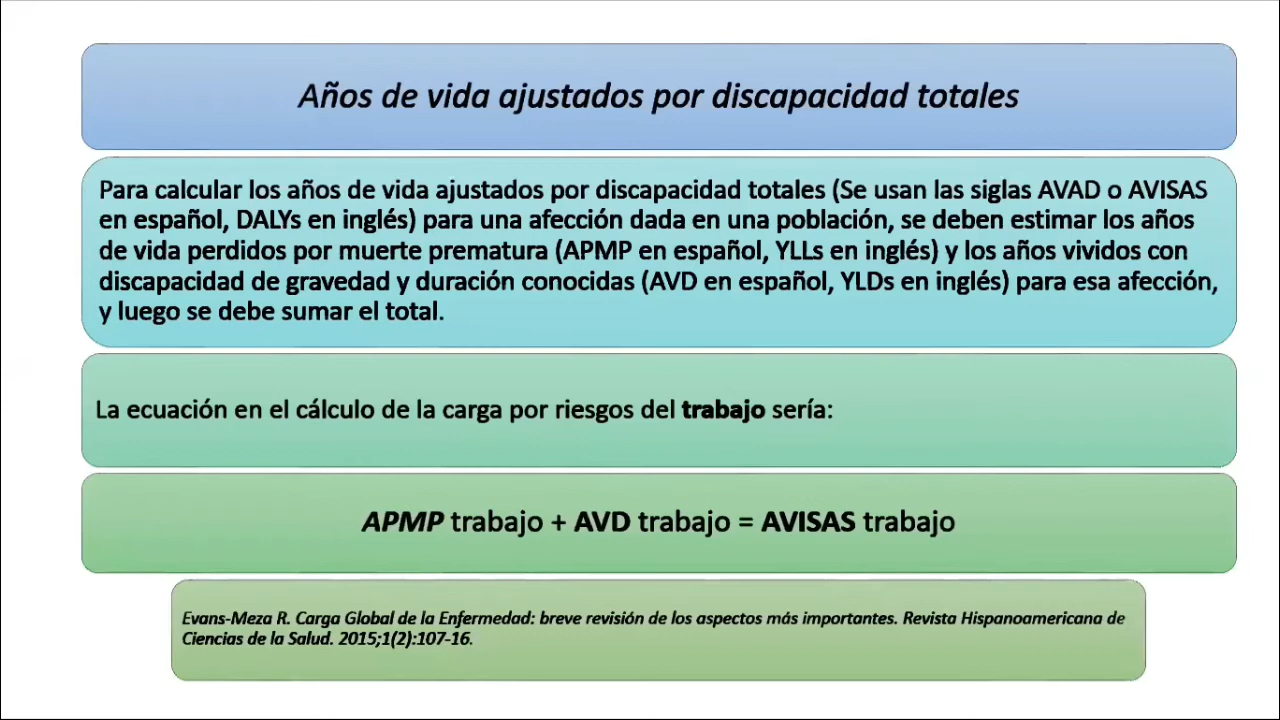 Años de vida ajustados por discapacidad totales
Para calcular los años de vida ajustados por discapacidad totales (Se usan las siglas AVAD o AVISAS
en español, DALYs en inglés) para una afección dada en una población, se deben estimar los años
de vida perdidos por muerte prematura (APMP en español, YLLs en inglés) y los años vividos con
discapacidad de gravedad y duración conocidas (AVD en español, YLDs en inglés) para esa afección,
y luego se debe sumar el total.
La ecuación en el cálculo de la carga por riesgos del trabajo sería:
APMP trabajo + AVD trabajo = AVISAS trabajo
Evans-Meza R. Carga Global de la Enfermedad: breve revisión de los aspectos más importantes. Revista Hispanoamericana de
Ciencias de la Salud. 2015;1(2):107-16.